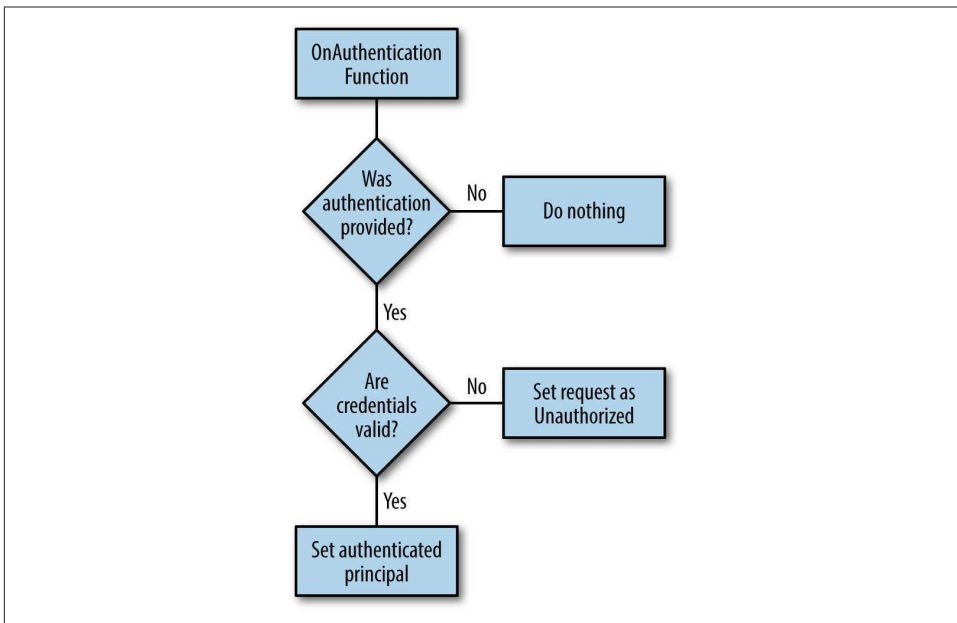 OnAuthentication
Function
Was
authentication
provided?
No
Do nothing
Yes
Are
credentials
valid?
No
Set request as
Unauthorized
Yes
Set authenticated
principal